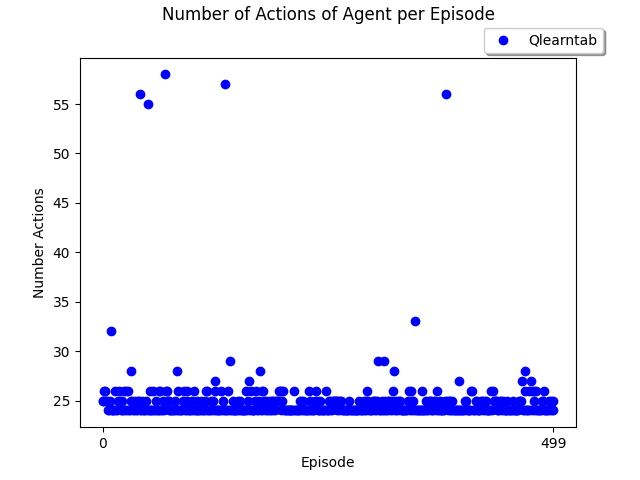 Number of Actions of Agent per Episode
Qlearntab
55
50
45
40
35
30
25
Number Actions
0
499
Episode